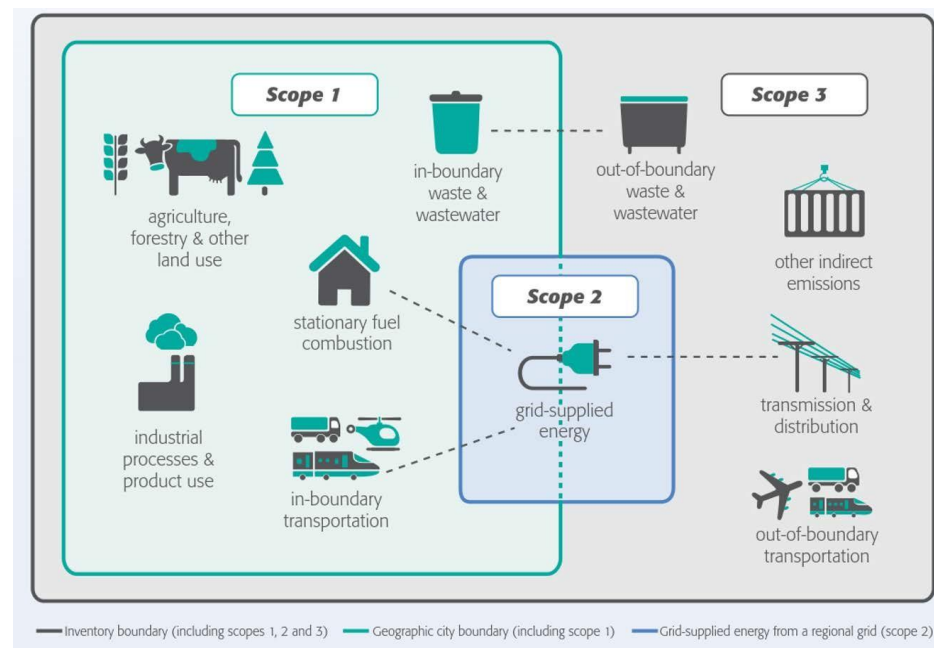 Scope 1
Scope 3
in-boundary
waste &
wastewater
out-of-boundary
waste &
wastewater
agriculture,
forestry & other
land use
other indirect
emissions
Scope 2
stationary fuel
combustion
grid-supplied
energy
transmission &
distribution
industrial
processes &
product use
in-boundary
transportation
out-of-boundary
transportation
Inventory boundary (including scopes 1, 2 and 3)
Geographic city boundary (including scope 1)
Grid-supplied energy from a regional grid (scope 2)